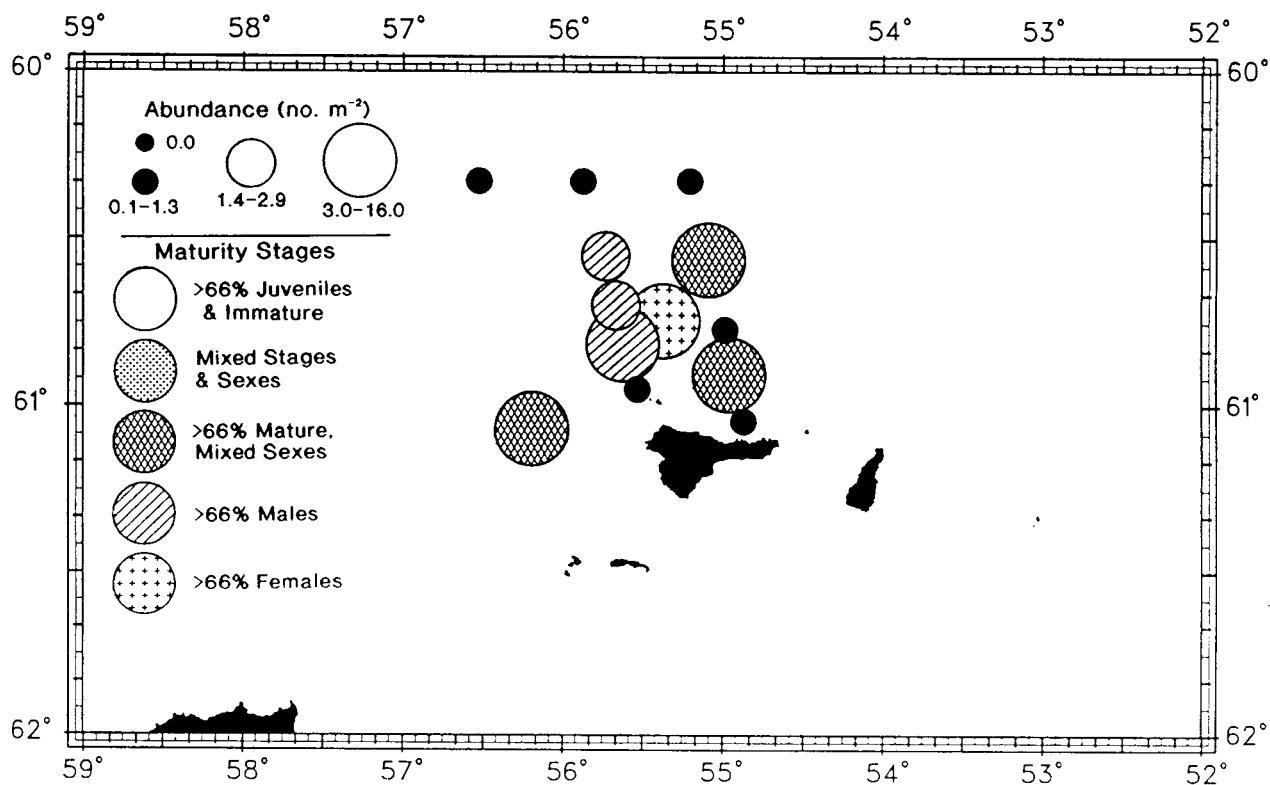 59° 58° 57° 56° 55° 54° 53° 52°
60° 60°
Abundance (no. m⁻²)
0.0
0.1–1.3 1.4–2.9 3.0–16.0
Maturity Stages
>66% Juveniles
& Immature
Mixed Stages
& Sexes
61° 61°
>66% Mature,
Mixed Sexes
>66% Males
>66% Females
62° 62°
59° 58° 57° 56° 55° 54° 53° 52°